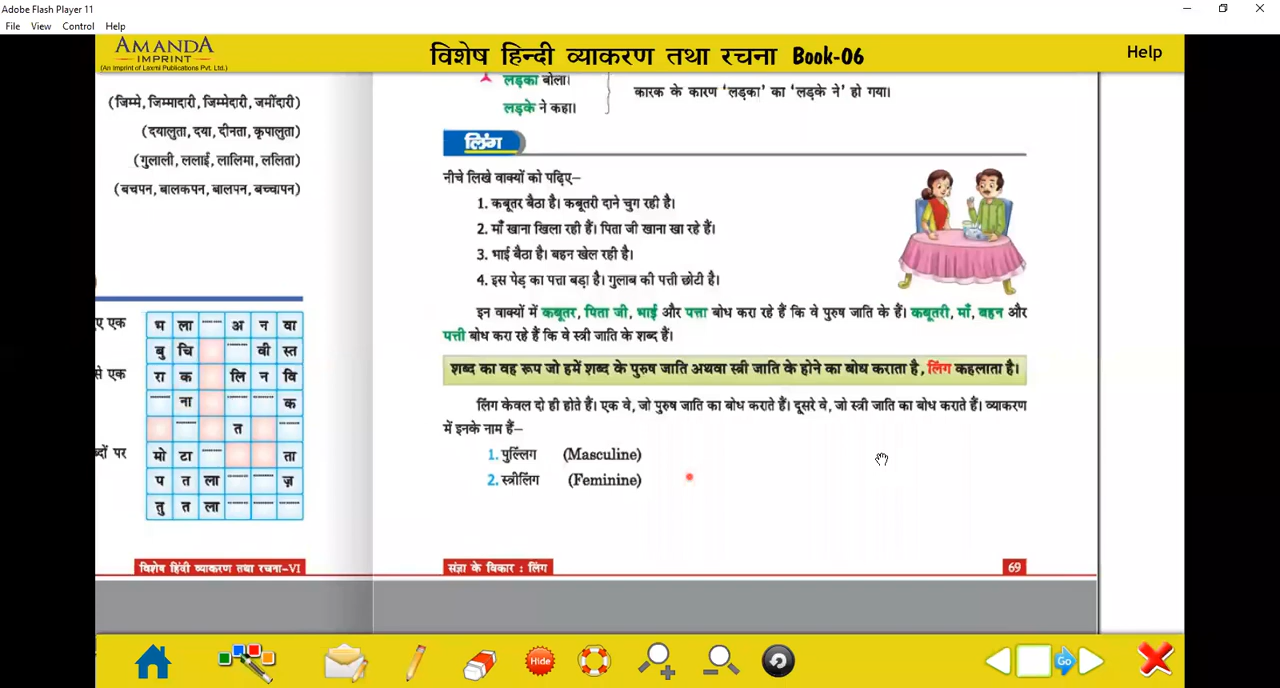 Adobe Flash Player 11
File View Control Help
AMANDA
IMPRINT
(An Imprint of Laxmi Publications Pvt. Ltd.)
विशेष हिन्दी व्याकरण तथा रचना Book-06
Help
(जिम्मे, जिम्मादारी, जिम्मेदारी, जमींदारी)
(दयालुता, दया, दीनता, कृपालुता)
(गुलाली, ललाई, लालिमा, ललिता)
(बचपन, बालकपन, बालपन, बच्चापन)
ए एक
से एक
ब्दों पर
भ ला ---- अ न वा
बु चि ---- वी स्त
रा क लि न वि
---- ना ---- ---- क
---- त ----
मो टा ---- ता
प त ला ---- ---- ज़
तु त ला ---- ---- ----
विशेष हिंदी व्याकरण तथा रचना-VI
लड़का बोला।
लड़के ने कहा।
कारक के कारण 'लड़का' का 'लड़के ने' हो गया।
लिंग
नीचे लिखे वाक्यों को पढ़िए–
1. कबूतर बैठा है। कबूतरी दाने चुग रही है।
2. माँ खाना खिला रही हैं। पिता जी खाना खा रहे हैं।
3. भाई बैठा है। बहन खेल रही है।
4. इस पेड़ का पत्ता बड़ा है। गुलाब की पत्ती छोटी है।
इन वाक्यों में कबूतर, पिता जी, भाई और पत्ता बोध करा रहे हैं कि वे पुरुष जाति के हैं। कबूतरी, माँ, बहन और
पत्ती बोध करा रहे हैं कि वे स्त्री जाति के शब्द हैं।
शब्द का वह रूप जो हमें शब्द के पुरुष जाति अथवा स्त्री जाति के होने का बोध कराता है, लिंग कहलाता है।
लिंग केवल दो ही होते हैं। एक वे, जो पुरुष जाति का बोध कराते हैं। दूसरे वे, जो स्त्री जाति का बोध कराते हैं। व्याकरण
में इनके नाम हैं–
1. पुल्लिंग (Masculine)
2. स्त्रीलिंग (Feminine)
संज्ञा के विकार : लिंग
69
Hide
Go